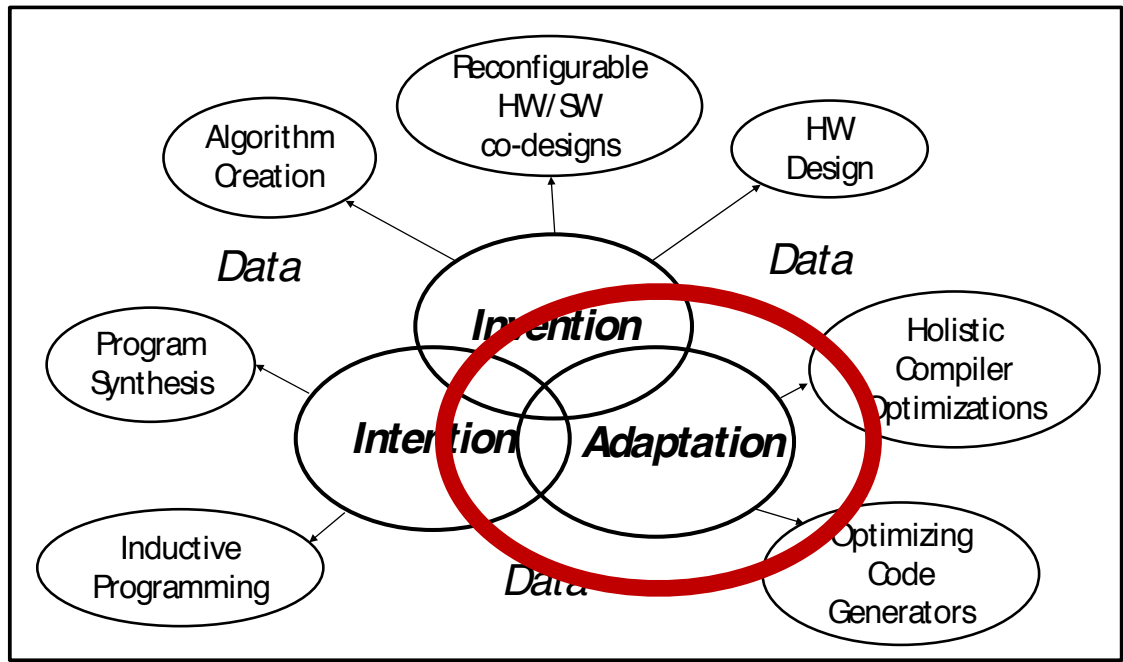 Reconfigurable
HW/SW
co-designs
Algorithm
Creation
HW
Design
Data
Data
Invention
Program
Synthesis
Holistic
Compiler
Optimizations
Intention
Adaptation
Inductive
Programming
Data
Optimizing
Code
Generators